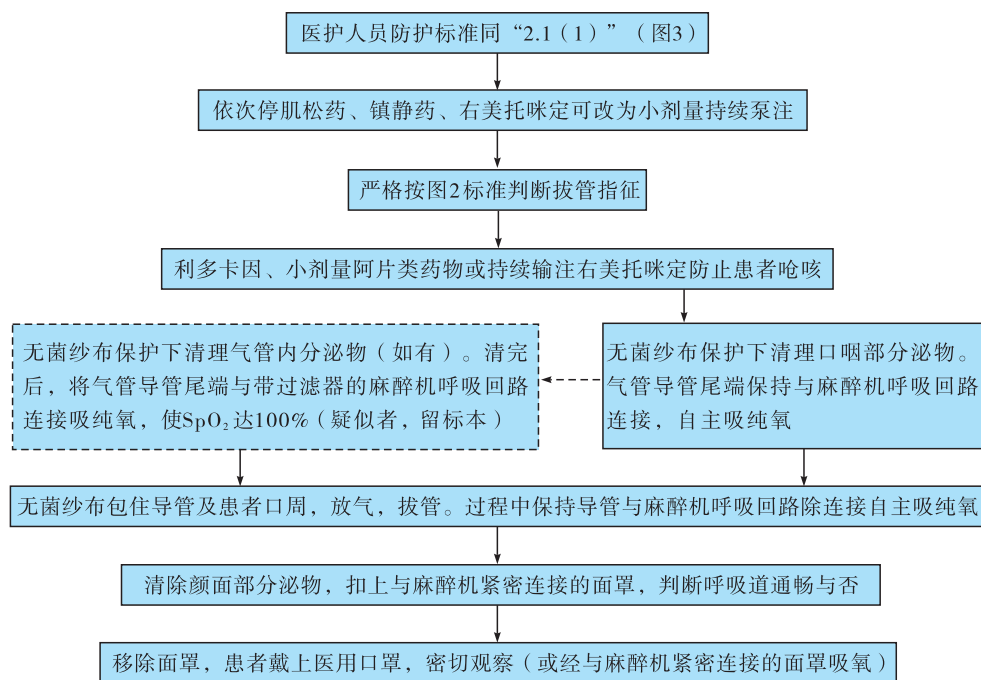 医护人员防护标准同“2.1（1）”（图3）
依次停肌松药、镇静药、右美托咪定可改为小剂量持续泵注
严格按图2标准判断拔管指征
利多卡因、小剂量阿片类药物或持续输注右美托咪定防止患者呛咳
无菌纱布保护下清理气管内分泌物（如有）。清完
后，将气管导管尾端与带过滤器的麻醉机呼吸回路
连接吸纯氧，使SpO₂达100%（疑似者，留标本）
无菌纱布保护下清理口咽部分泌物。
气管导管尾端保持与麻醉机呼吸回路
连接，自主吸纯氧
无菌纱布包住导管及患者口周，放气，拔管。过程中保持导管与麻醉机呼吸回路除连接自主吸纯氧
清除颜面部分泌物，扣上与麻醉机紧密连接的面罩，判断呼吸道通畅与否
移除面罩，患者戴上医用口罩，密切观察（或经与麻醉机紧密连接的面罩吸氧）